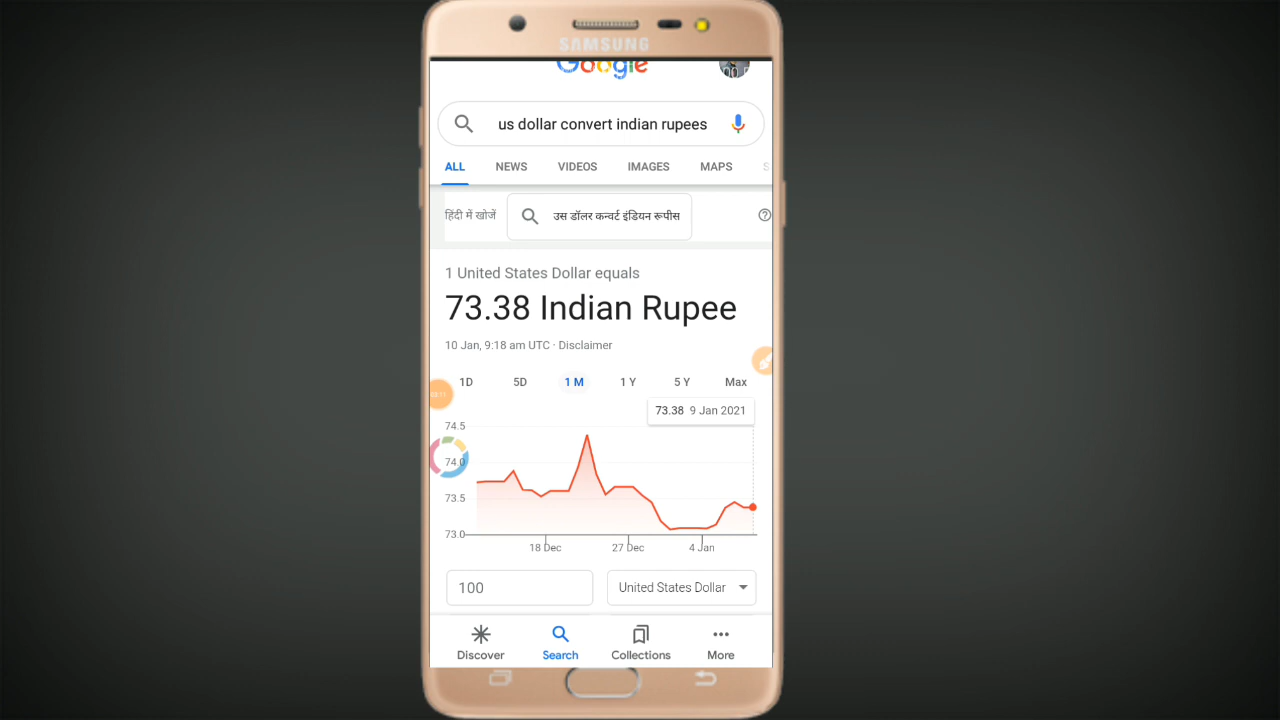 SAMSUNG
Google
us dollar convert indian rupees
ALL NEWS VIDEOS IMAGES MAPS S
हिंदी में खोजें उस डॉलर कन्वर्ट इंडियन रूपीस
1 United States Dollar equals
73.38 Indian Rupee
10 Jan, 9:18 am UTC · Disclaimer
1D 5D 1 M 1 Y 5 Y Max
73.38 9 Jan 2021
74.5
74.0
73.5
73.0
18 Dec 27 Dec 4 Jan
100 United States Dollar
Discover Search Collections More